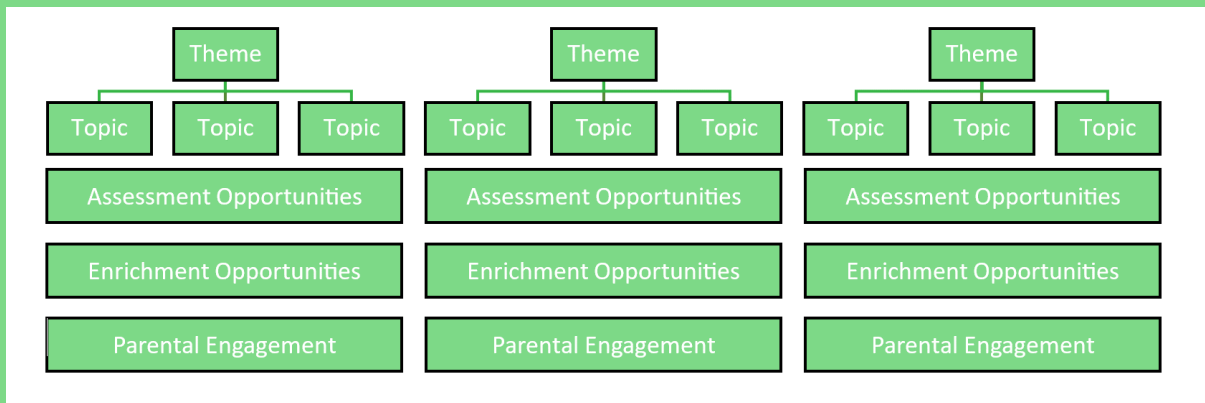 Theme Theme Theme
Topic Topic Topic Topic Topic Topic Topic Topic Topic
Assessment Opportunities Assessment Opportunities Assessment Opportunities
Enrichment Opportunities Enrichment Opportunities Enrichment Opportunities
Parental Engagement Parental Engagement Parental Engagement